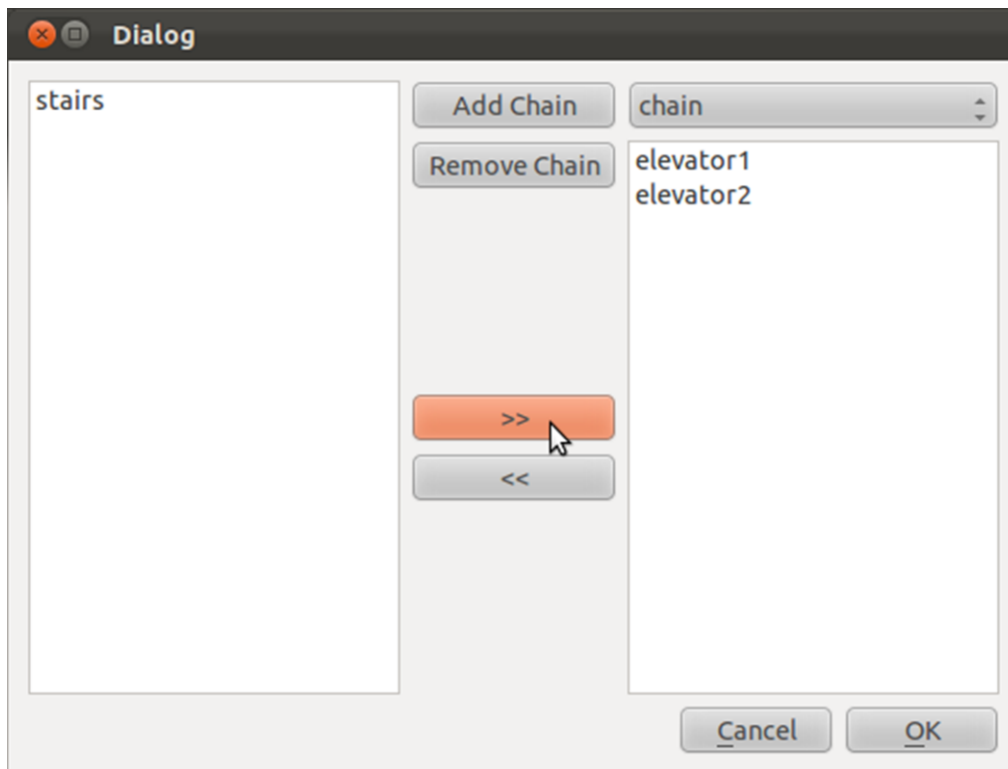 Dialog
stairs
Add Chain
chain
Remove Chain
elevator1
elevator2
>>
<<
Cancel
OK